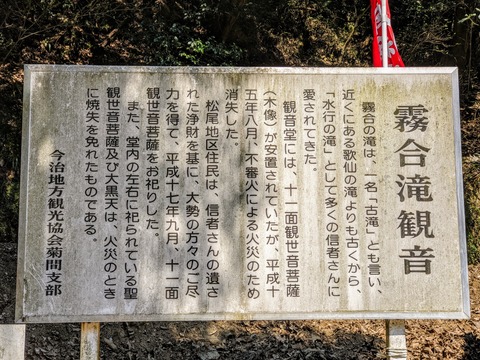 霧合滝観音
霧合の滝は、一名「古滝」とも言い、
近くにある歌仙の滝よりも古くから、
「水行の滝」として多くの信者さんに
愛されてきた。
観音堂には、十一面観世音菩薩
（木像）が安置されていたが、平成十
五年八月、不審火による火災のため
消失した。
松尾地区住民は、信者さんの遺さ
れた浄財を基に、大勢の方々のご尽
力を得て、平成十七年九月、十一面
観世音菩薩をお祀りした。
また、堂内の左右に祀られている聖
観世音菩薩及び大黒天は、火災のとき
に焼失を免れたものである。
今治地方観光協会菊間支部